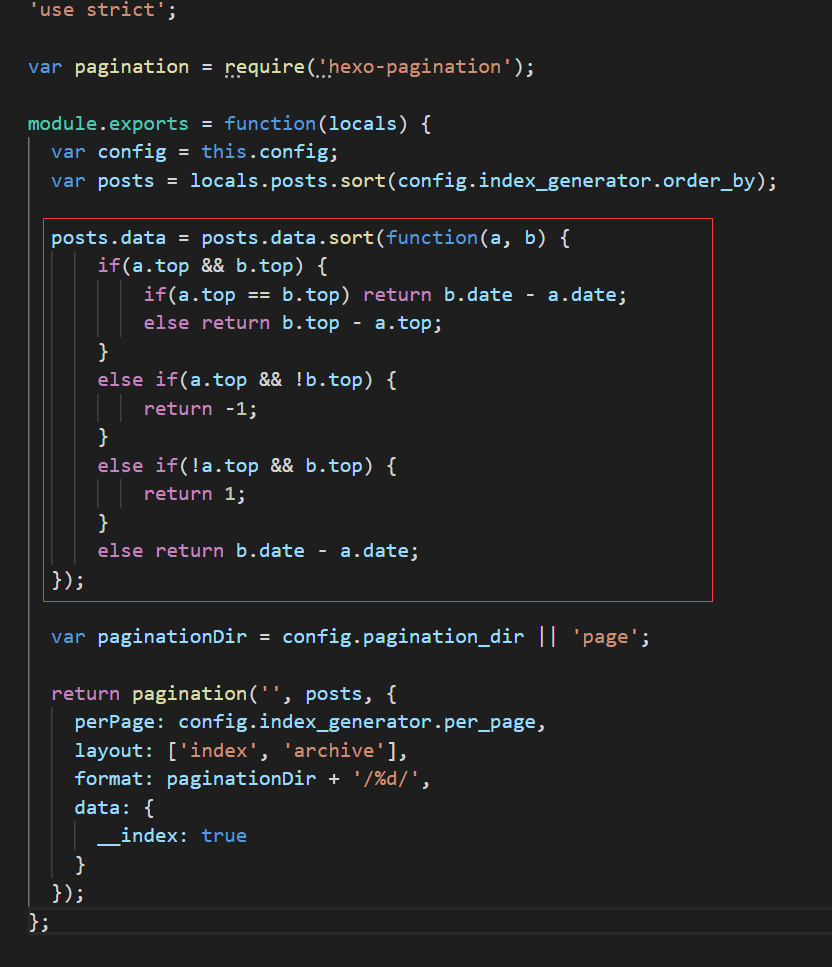 'use strict';
var pagination = require('hexo-pagination');
module.exports = function(locals) {
var config = this.config;
var posts = locals.posts.sort(config.index_generator.order_by);
posts.data = posts.data.sort(function(a, b) {
if(a.top && b.top) {
if(a.top == b.top) return b.date - a.date;
else return b.top - a.top;
}
else if(a.top && !b.top) {
return -1;
}
else if(!a.top && b.top) {
return 1;
}
else return b.date - a.date;
});
var paginationDir = config.pagination_dir || 'page';
return pagination('', posts, {
perPage: config.index_generator.per_page,
layout: ['index', 'archive'],
format: paginationDir + '/%d/',
data: {
__index: true
}
});
};